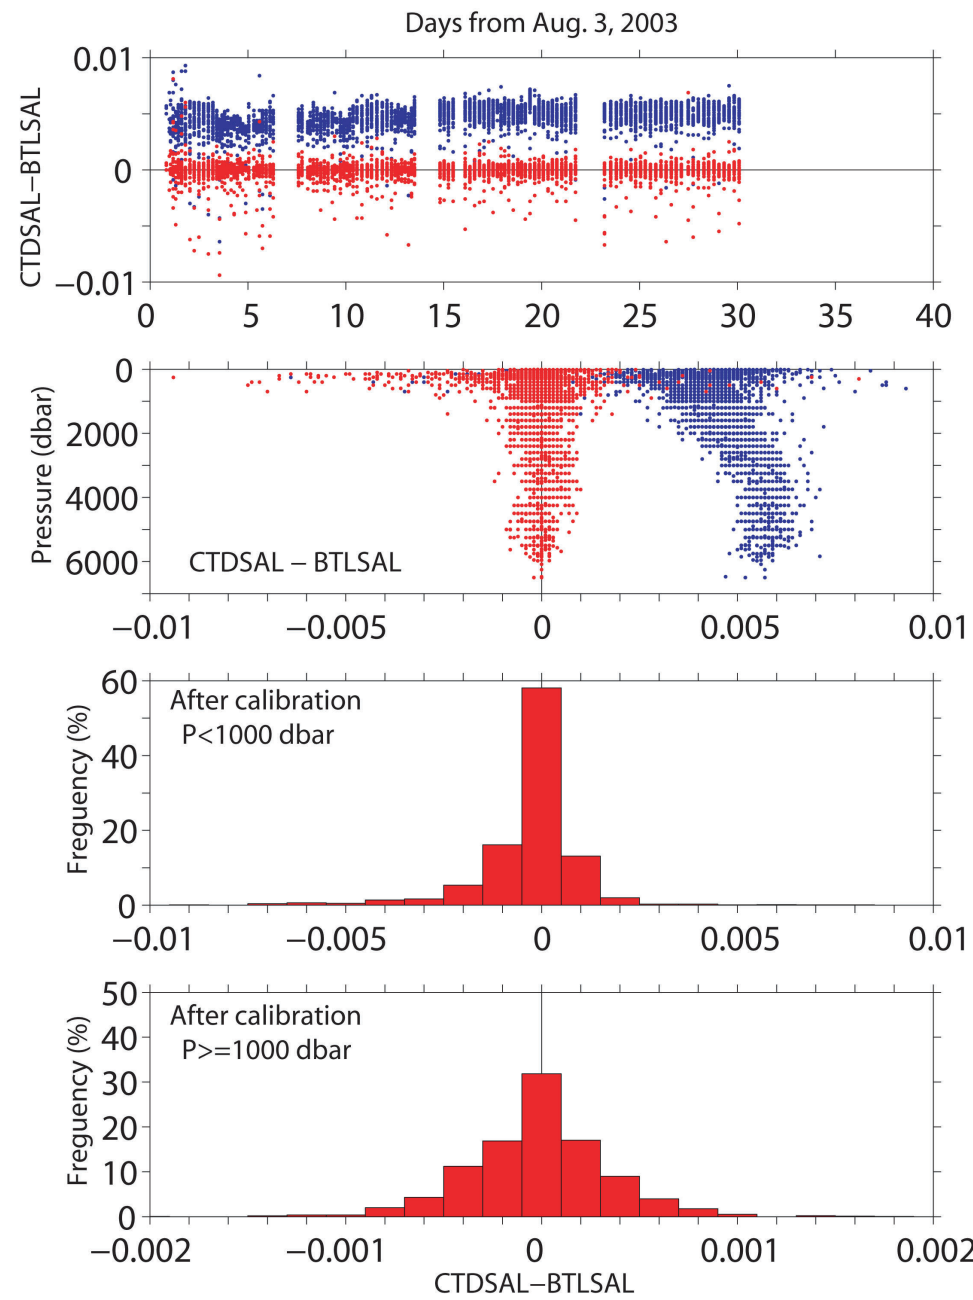 Days from Aug. 3, 2003
CTDSAL−BTLSAL
0.01
0
−0.01
0 5 10 15 20 25 30 35 40
Pressure (dbar)
0
2000
4000
6000
CTDSAL − BTLSAL
−0.01 −0.005 0 0.005 0.01
Freguency (%)
60
40
20
0
After calibration
P<1000 dbar
−0.01 −0.005 0 0.005 0.01
Freguency (%)
50
40
30
20
10
0
After calibration
P>=1000 dbar
−0.002 −0.001 0 0.001 0.002
CTDSAL−BTLSAL